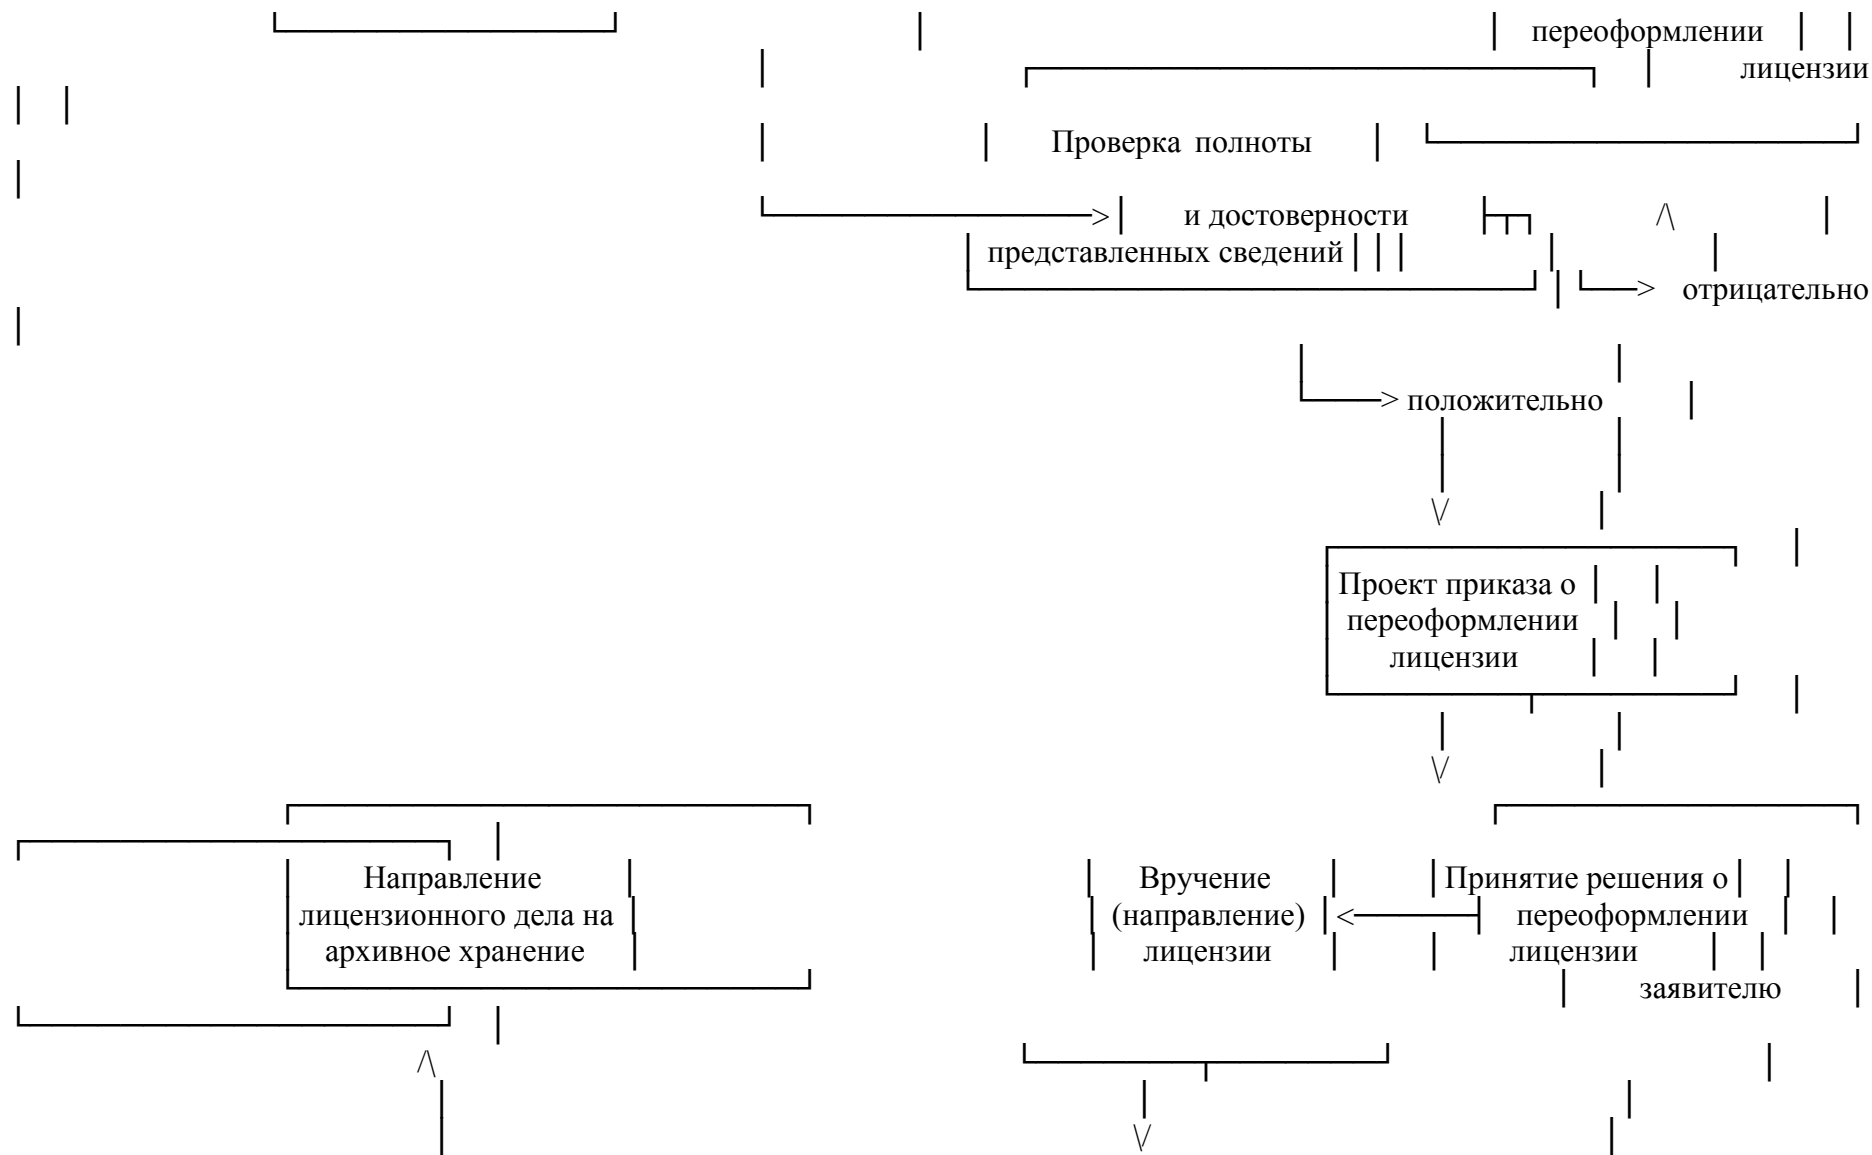 переоформлении
лицензии
Проверка полноты
и достоверности
представленных сведений
отрицательно
положительно
Проект приказа о
переоформлении
лицензии
Направление Вручение Принятие решения о
лицензионного дела на (направление) переоформлении
архивное хранение лицензии лицензии
заявителю